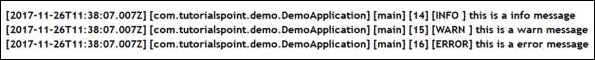 [2017-11-26T11:38:07.007Z] [com.tutorialspoint.demo.DemoApplication] [main] [14] [INFO ] this is a info message
[2017-11-26T11:38:07.007Z] [com.tutorialspoint.demo.DemoApplication] [main] [15] [WARN ] this is a warn message
[2017-11-26T11:38:07.007Z] [com.tutorialspoint.demo.DemoApplication] [main] [16] [ERROR] this is a error message